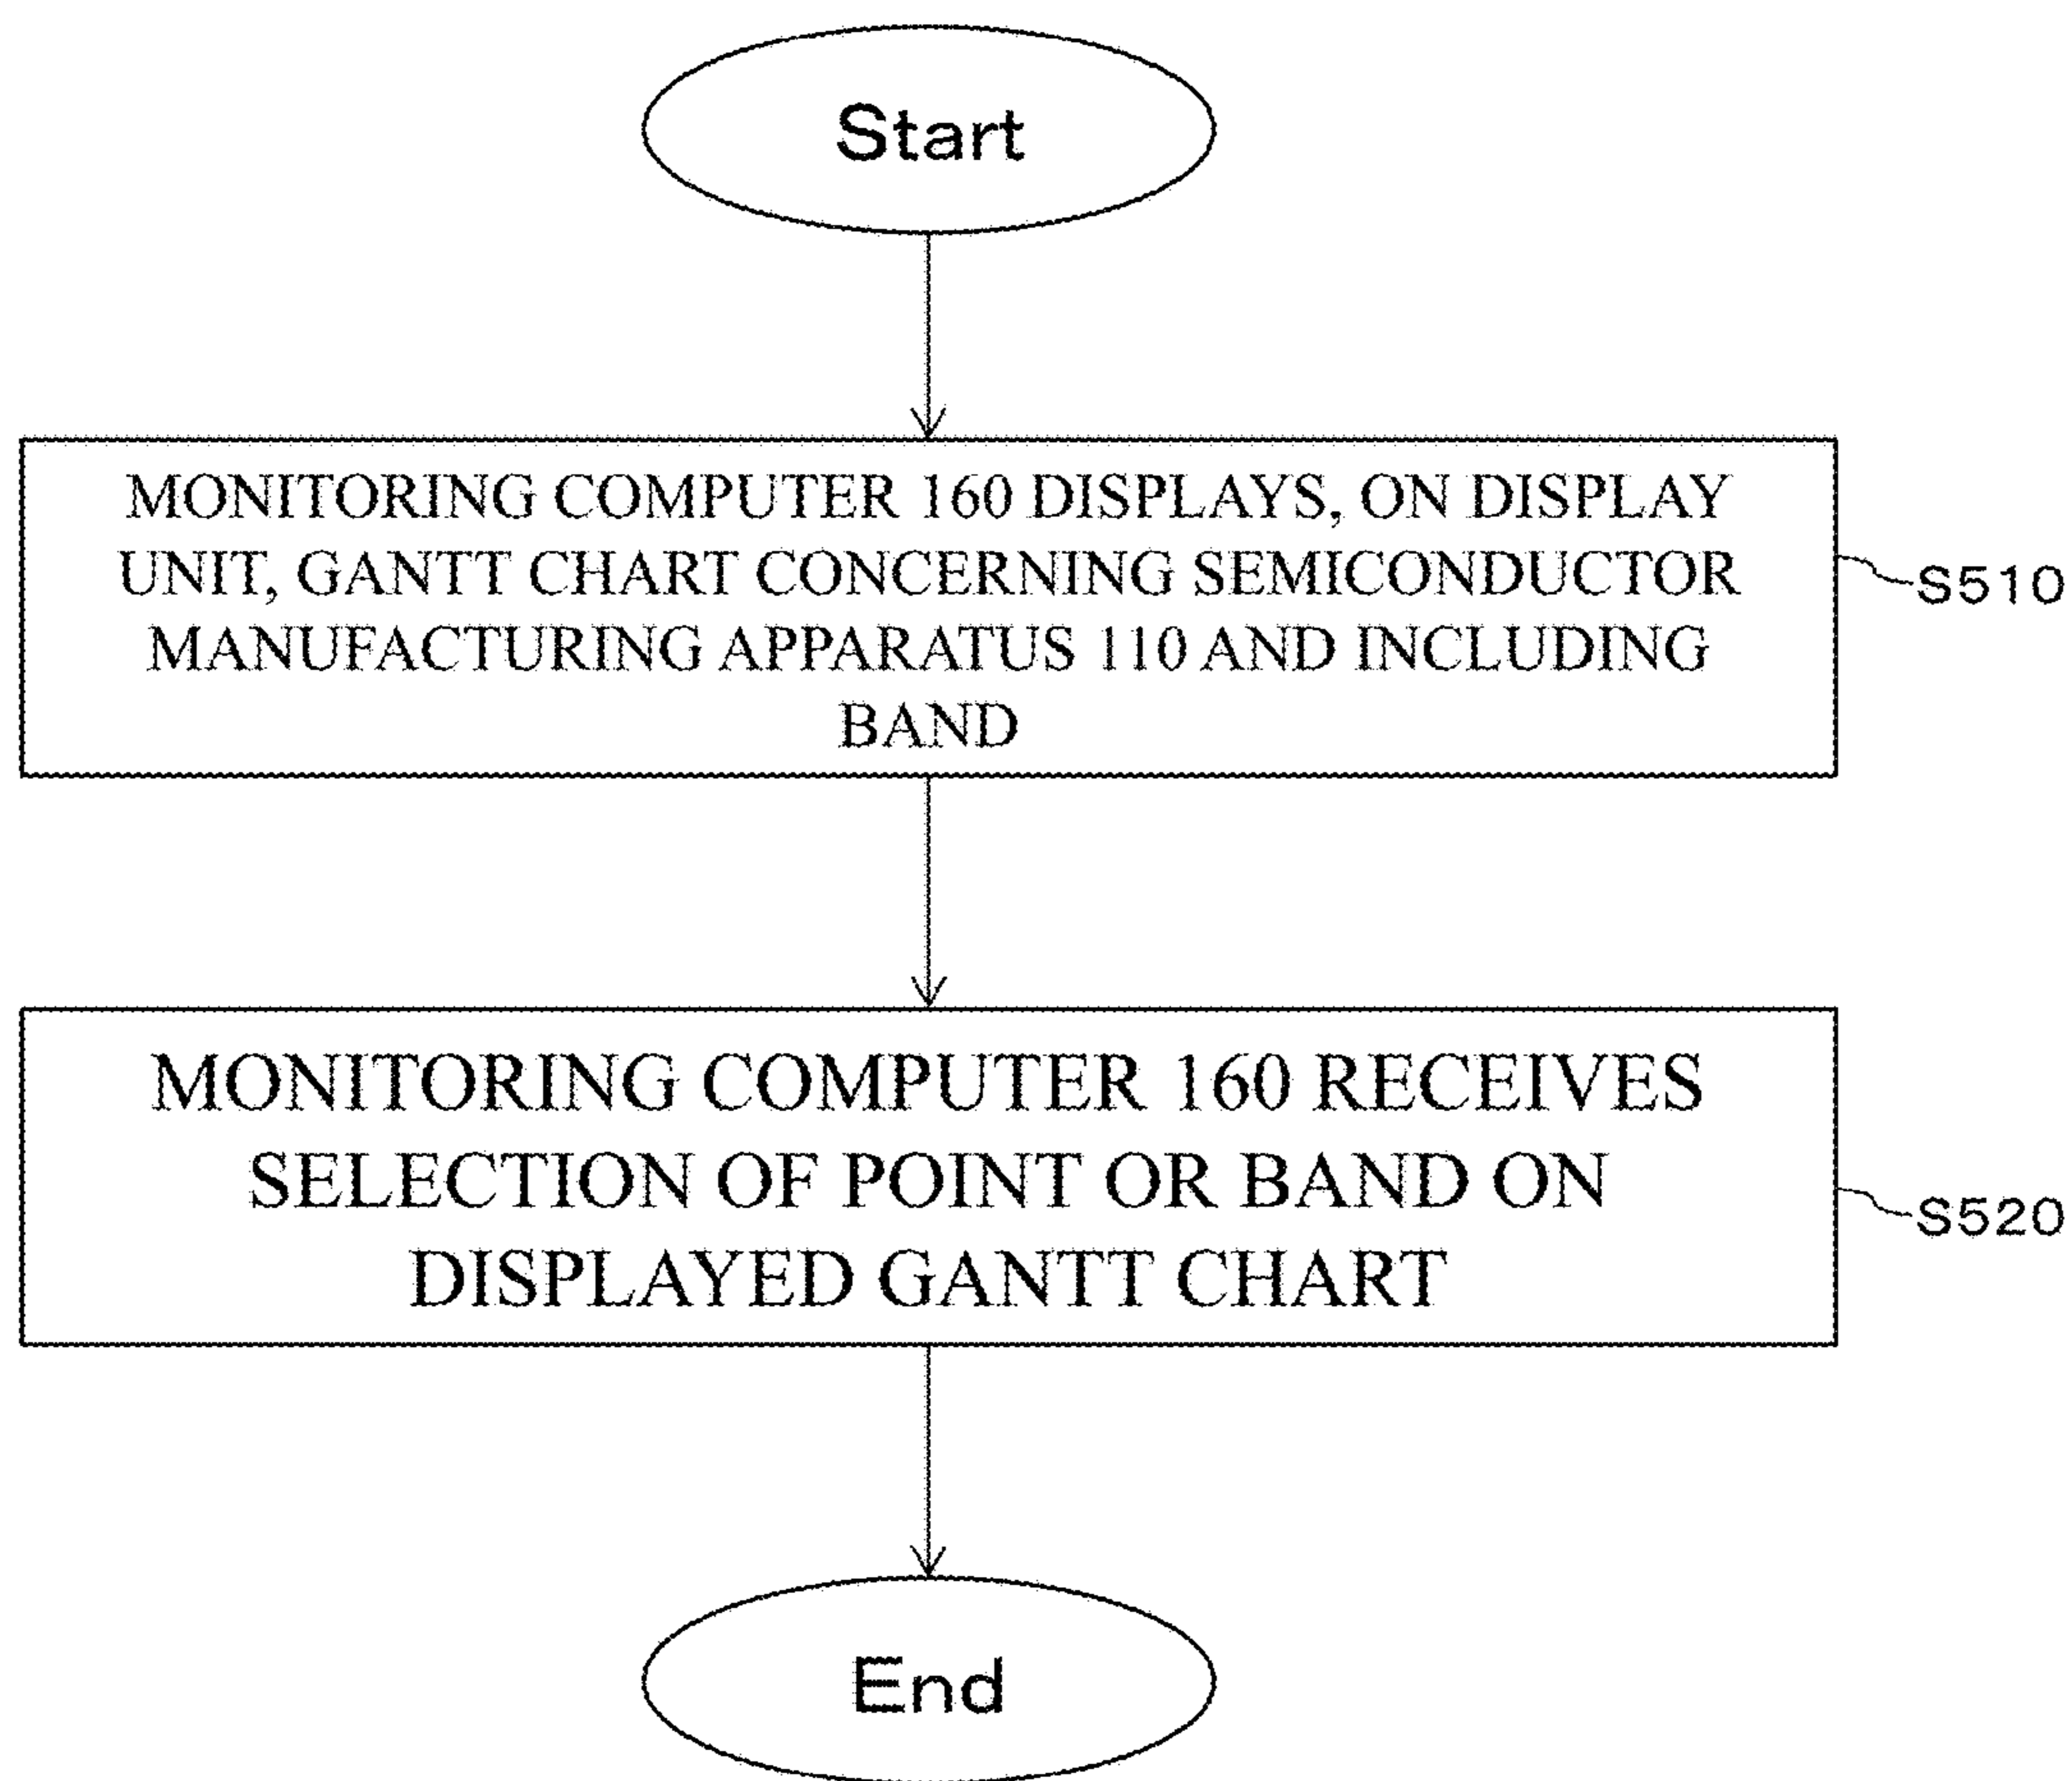 Start
MONITORING COMPUTER 160 DISPLAYS, ON DISPLAY
UNIT, GANTT CHART CONCERNING SEMICONDUCTOR
MANUFACTURING APPARATUS 110 AND INCLUDING
BAND
S510
MONITORING COMPUTER 160 RECEIVES
SELECTION OF POINT OR BAND ON
DISPLAYED GANTT CHART
S520
End